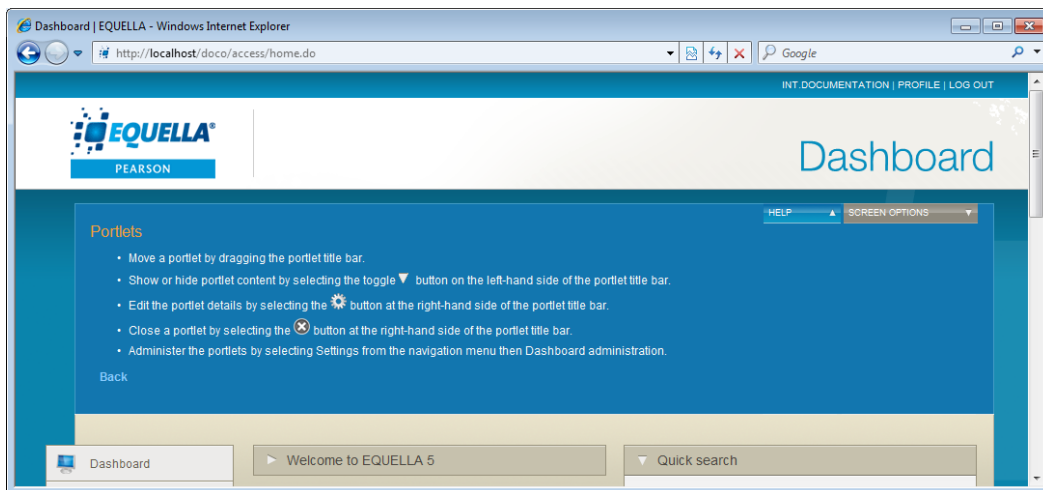 Dashboard | EQUELLA - Windows Internet Explorer
http://localhost/doco/access/home.do
Google
INT.DOCUMENTATION | PROFILE | LOG OUT
EQUELLA®
PEARSON
Dashboard
HELP
SCREEN OPTIONS
Portlets
• Move a portlet by dragging the portlet title bar.
• Show or hide portlet content by selecting the toggle ▼ button on the left-hand side of the portlet title bar.
• Edit the portlet details by selecting the button at the right-hand side of the portlet title bar.
• Close a portlet by selecting the button at the right-hand side of the portlet title bar.
• Administer the portlets by selecting Settings from the navigation menu then Dashboard administration.
Back
Dashboard
Welcome to EQUELLA 5
Quick search